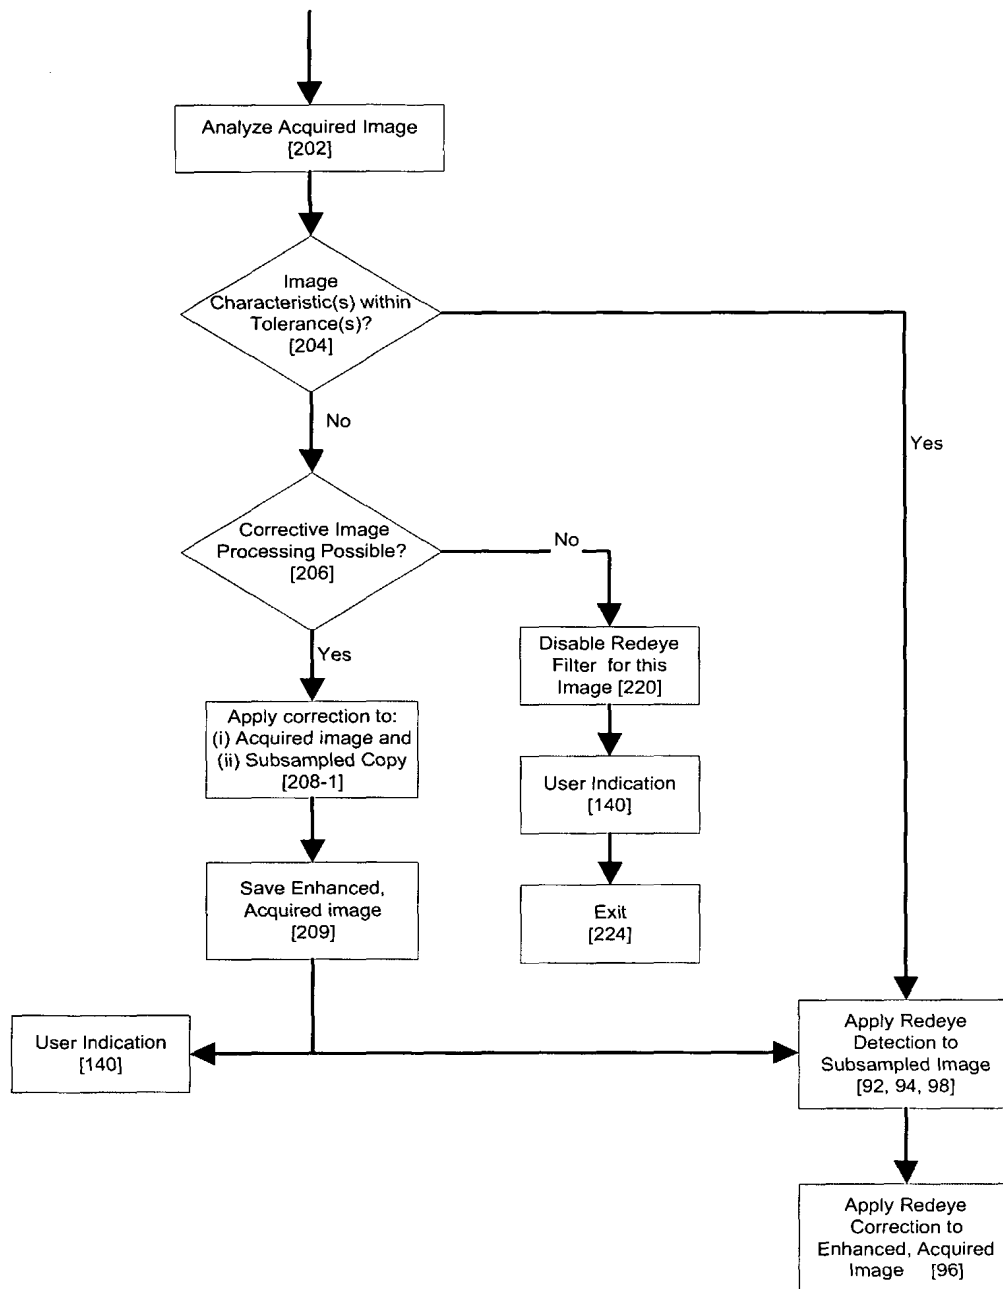 Analyze Acquired Image
[202]
Image
Characteristic(s) within
Tolerance(s)?
[204]
No
Yes
Corrective Image
Processing Possible?
[206]
No
Yes
Disable Redeye
Filter for this
Image [220]
Apply correction to:
(i) Acquired image and
(ii) Subsampled Copy
[208-1]
User Indication
[140]
Save Enhanced,
Acquired image
[209]
Exit
[224]
User Indication
[140]
Apply Redeye
Detection to
Subsampled Image
[92, 94, 98]
Apply Redeye
Correction to
Enhanced, Acquired
Image [96]